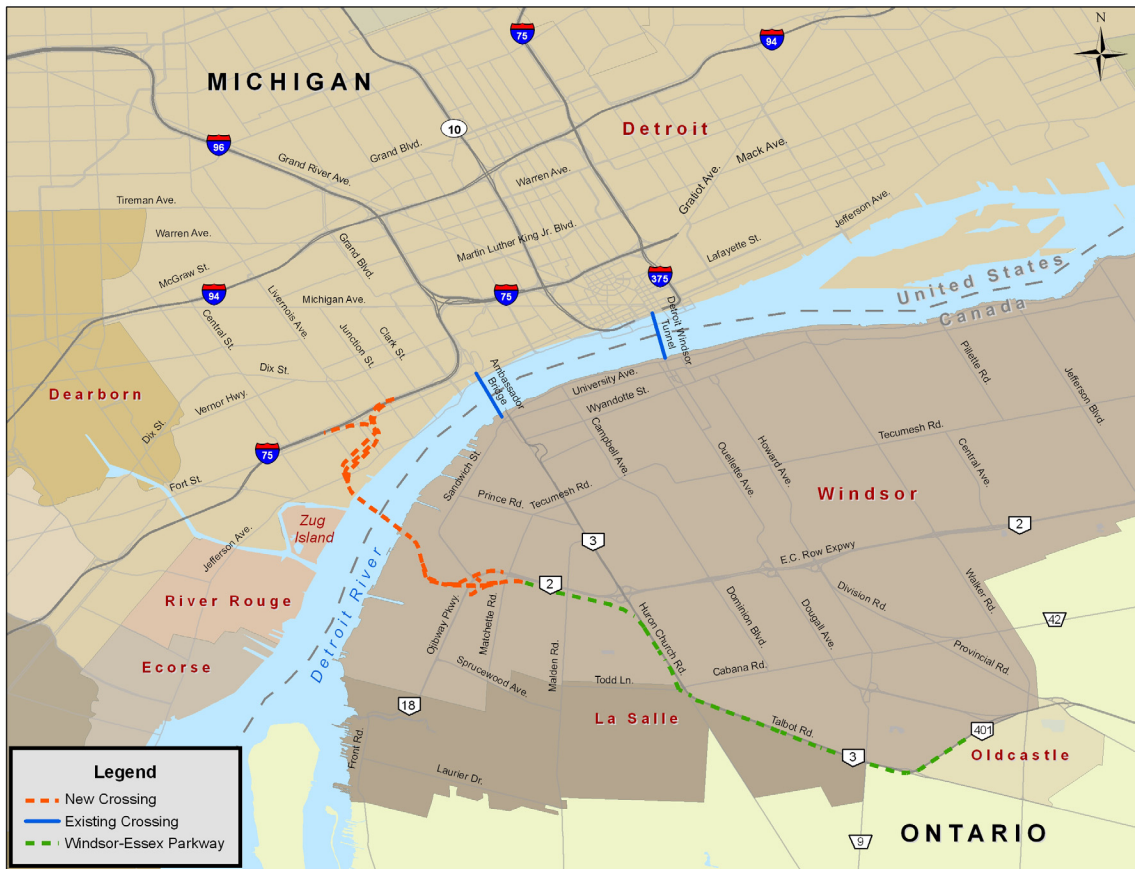 N
75
94
MICHIGAN
10
Detroit
96
Grand Blvd.
Mack Ave.
Grand River Ave.
Gratiot Ave.
Warren Ave.
Tireman Ave.
Jefferson Ave.
Warren Ave.
Martin Luther King Jr. Blvd.
Lafayette St.
Grand Blvd.
McGraw St.
375
United States
94
75
Canada
Livernois Ave.
Michigan Ave.
Central St.
Junction St.
Clark St.
Detroit Windsor
Tunnel
Dix St.
Ambassador
Bridge
University Ave.
Pillette Rd.
Jefferson Blvd.
Dearborn
Wyandotte St.
Vernor Hwy.
Dix St.
Campbell Ave.
Tecumesh Rd.
75
Ouellette Ave.
Howard Ave.
Central Ave.
Sandwich St.
Fort St.
Prince Rd.
Tecumesh Rd.
Windsor
Zug
Island
2
Jefferson Ave.
3
E.C. Row Expwy
River Rouge
2
Detroit River
Ojibway Pkwy.
Matchette Rd.
Huron Church Rd.
Dominion Blvd.
Dougall Ave.
Division Rd.
Walker Rd.
42
Ecorse
Malden Rd.
Sprucewood Ave.
Cabana Rd.
Provincial Rd.
Todd Ln.
18
La Salle
Talbot Rd.
401
Front Rd.
3
Oldcastle
Laurier Dr.
Legend
New Crossing
Existing Crossing
Windsor-Essex Parkway
ONTARIO
9